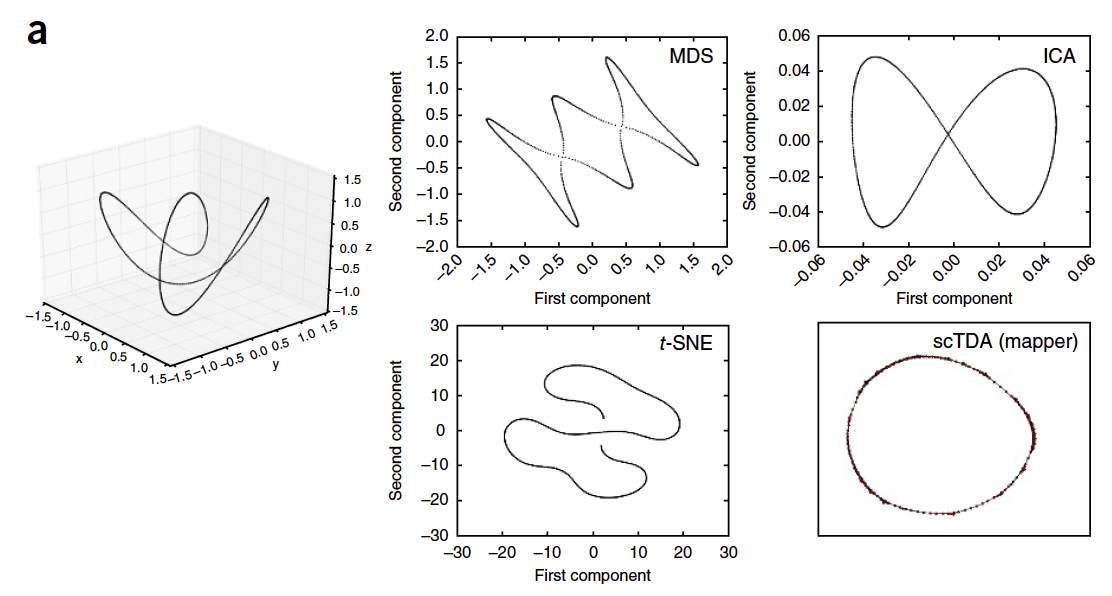 a
1.5
1.0
0.5
0.0 z
−0.5
−1.0
−1.5
−1.5 −1.0 −0.5 0.0 0.5 1.0 1.5
x
−1.5 −1.0 −0.5 0.0 0.5 1.0 1.5
y
MDS
Second component
2.0
1.5
1.0
0.5
0.0
−0.5
−1.0
−1.5
−2.0
−2.0 −1.5 −1.0 −0.5 0.0 0.5 1.0 1.5 2.0
First component
ICA
Second component
0.06
0.04
0.02
0.00
−0.02
−0.04
−0.06
−0.06 −0.04 −0.02 0.00 0.02 0.04 0.06
First component
t-SNE
Second component
30
20
10
0
−10
−20
−30
−30 −20 −10 0 10 20 30
First component
scTDA (mapper)